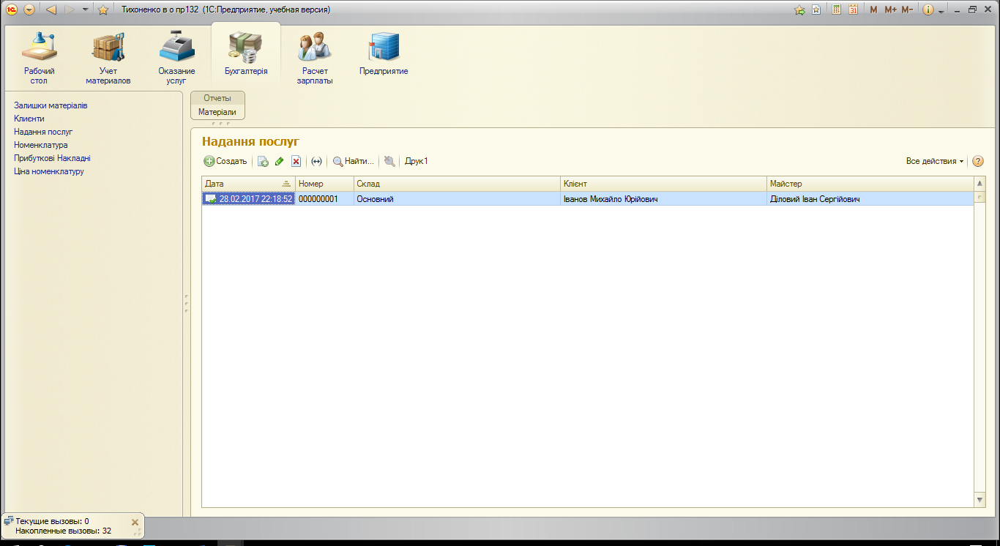 Тихоненко в о пр132 (1С:Предприятие, учебная версия)
31 M M+ M-
Рабочий
стол
Учет
материалов
Оказание
услуг
Бухгалтерія
Расчет
зарплаты
Предприятие
Залишки матеріалів
Клиєнти
Надання послуг
Номенклатура
Прибуткові Накладні
Ціна номенклатуру
Отчеты
Матеріали
Надання послуг
Создать Найти... Друк1 Все действия ?
Дата Номер Склад Клієнт Майстер
28.02.2017 22:18:52 000000001 Основний Іванов Михайло Юрійович Діловий Іван Сергійович
Текущие вызовы: 0
Накопленные вызовы: 32